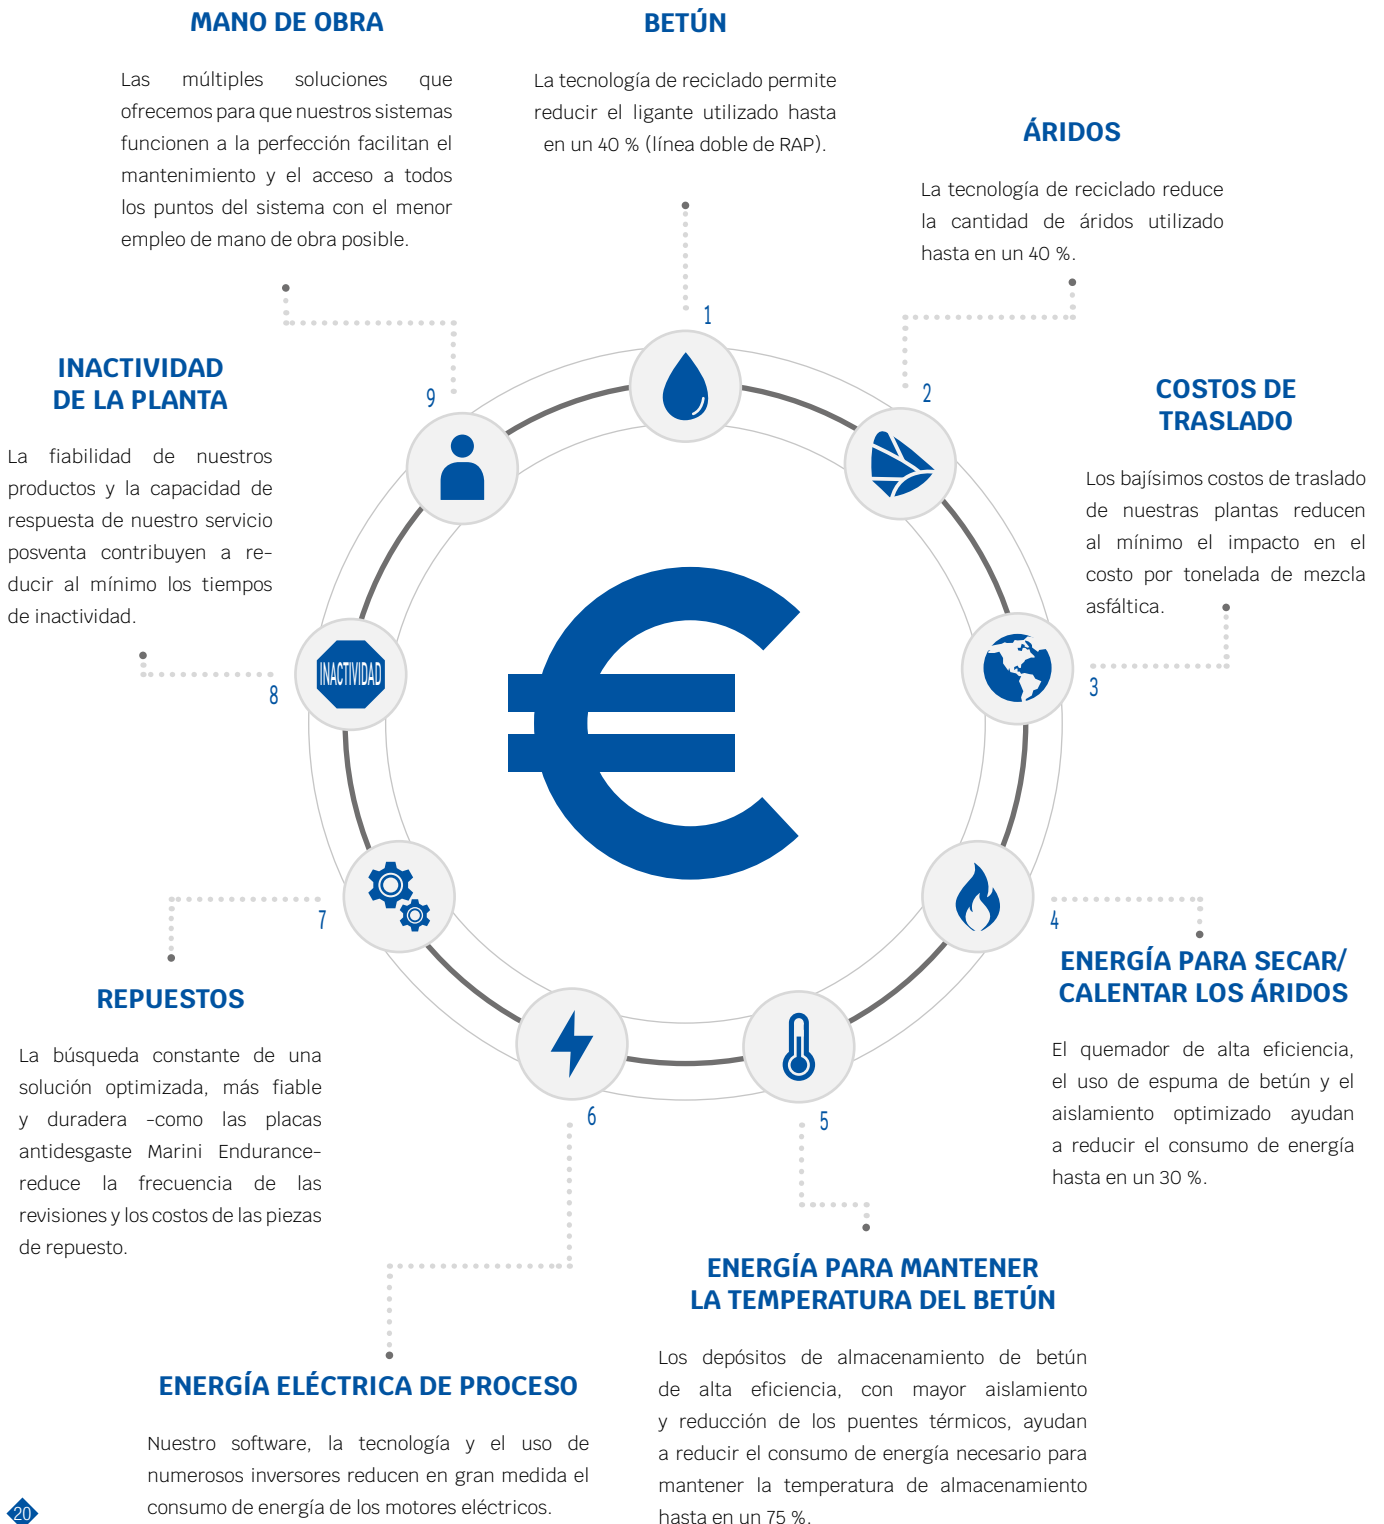 MANO DE OBRA
Las múltiples soluciones que
ofrecemos para que nuestros sistemas
funcionen a la perfección facilitan el
mantenimiento y el acceso a todos
los puntos del sistema con el menor
empleo de mano de obra posible.
BETÚN
La tecnología de reciclado permite
reducir el ligante utilizado hasta
en un 40 % (línea doble de RAP).
ÁRIDOS
La tecnología de reciclado reduce
la cantidad de áridos utilizado
hasta en un 40 %.
1
2
9
INACTIVIDAD
DE LA PLANTA
La fiabilidad de nuestros
productos y la capacidad de
respuesta de nuestro servicio
posventa contribuyen a re-
ducir al mínimo los tiempos
de inactividad.
COSTOS DE
TRASLADO
Los bajísimos costos de traslado
de nuestras plantas reducen
al mínimo el impacto en el
costo por tonelada de mezcla
asfáltica.
INACTIVIDAD
€
8
3
7
4
REPUESTOS
La búsqueda constante de una
solución optimizada, más fiable
y duradera -como las placas
antidesgaste Marini Endurance-
reduce la frecuencia de las
revisiones y los costos de las piezas
de repuesto.
ENERGÍA PARA SECAR/
CALENTAR LOS ÁRIDOS
El quemador de alta eficiencia,
el uso de espuma de betún y el
aislamiento optimizado ayudan
a reducir el consumo de energía
hasta en un 30 %.
6
5
ENERGÍA PARA MANTENER
LA TEMPERATURA DEL BETÚN
Los depósitos de almacenamiento de betún
de alta eficiencia, con mayor aislamiento
y reducción de los puentes térmicos, ayudan
a reducir el consumo de energía necesario para
mantener la temperatura de almacenamiento
hasta en un 75 %.
ENERGÍA ELÉCTRICA DE PROCESO
Nuestro software, la tecnología y el uso de
numerosos inversores reducen en gran medida el
consumo de energía de los motores eléctricos.
20